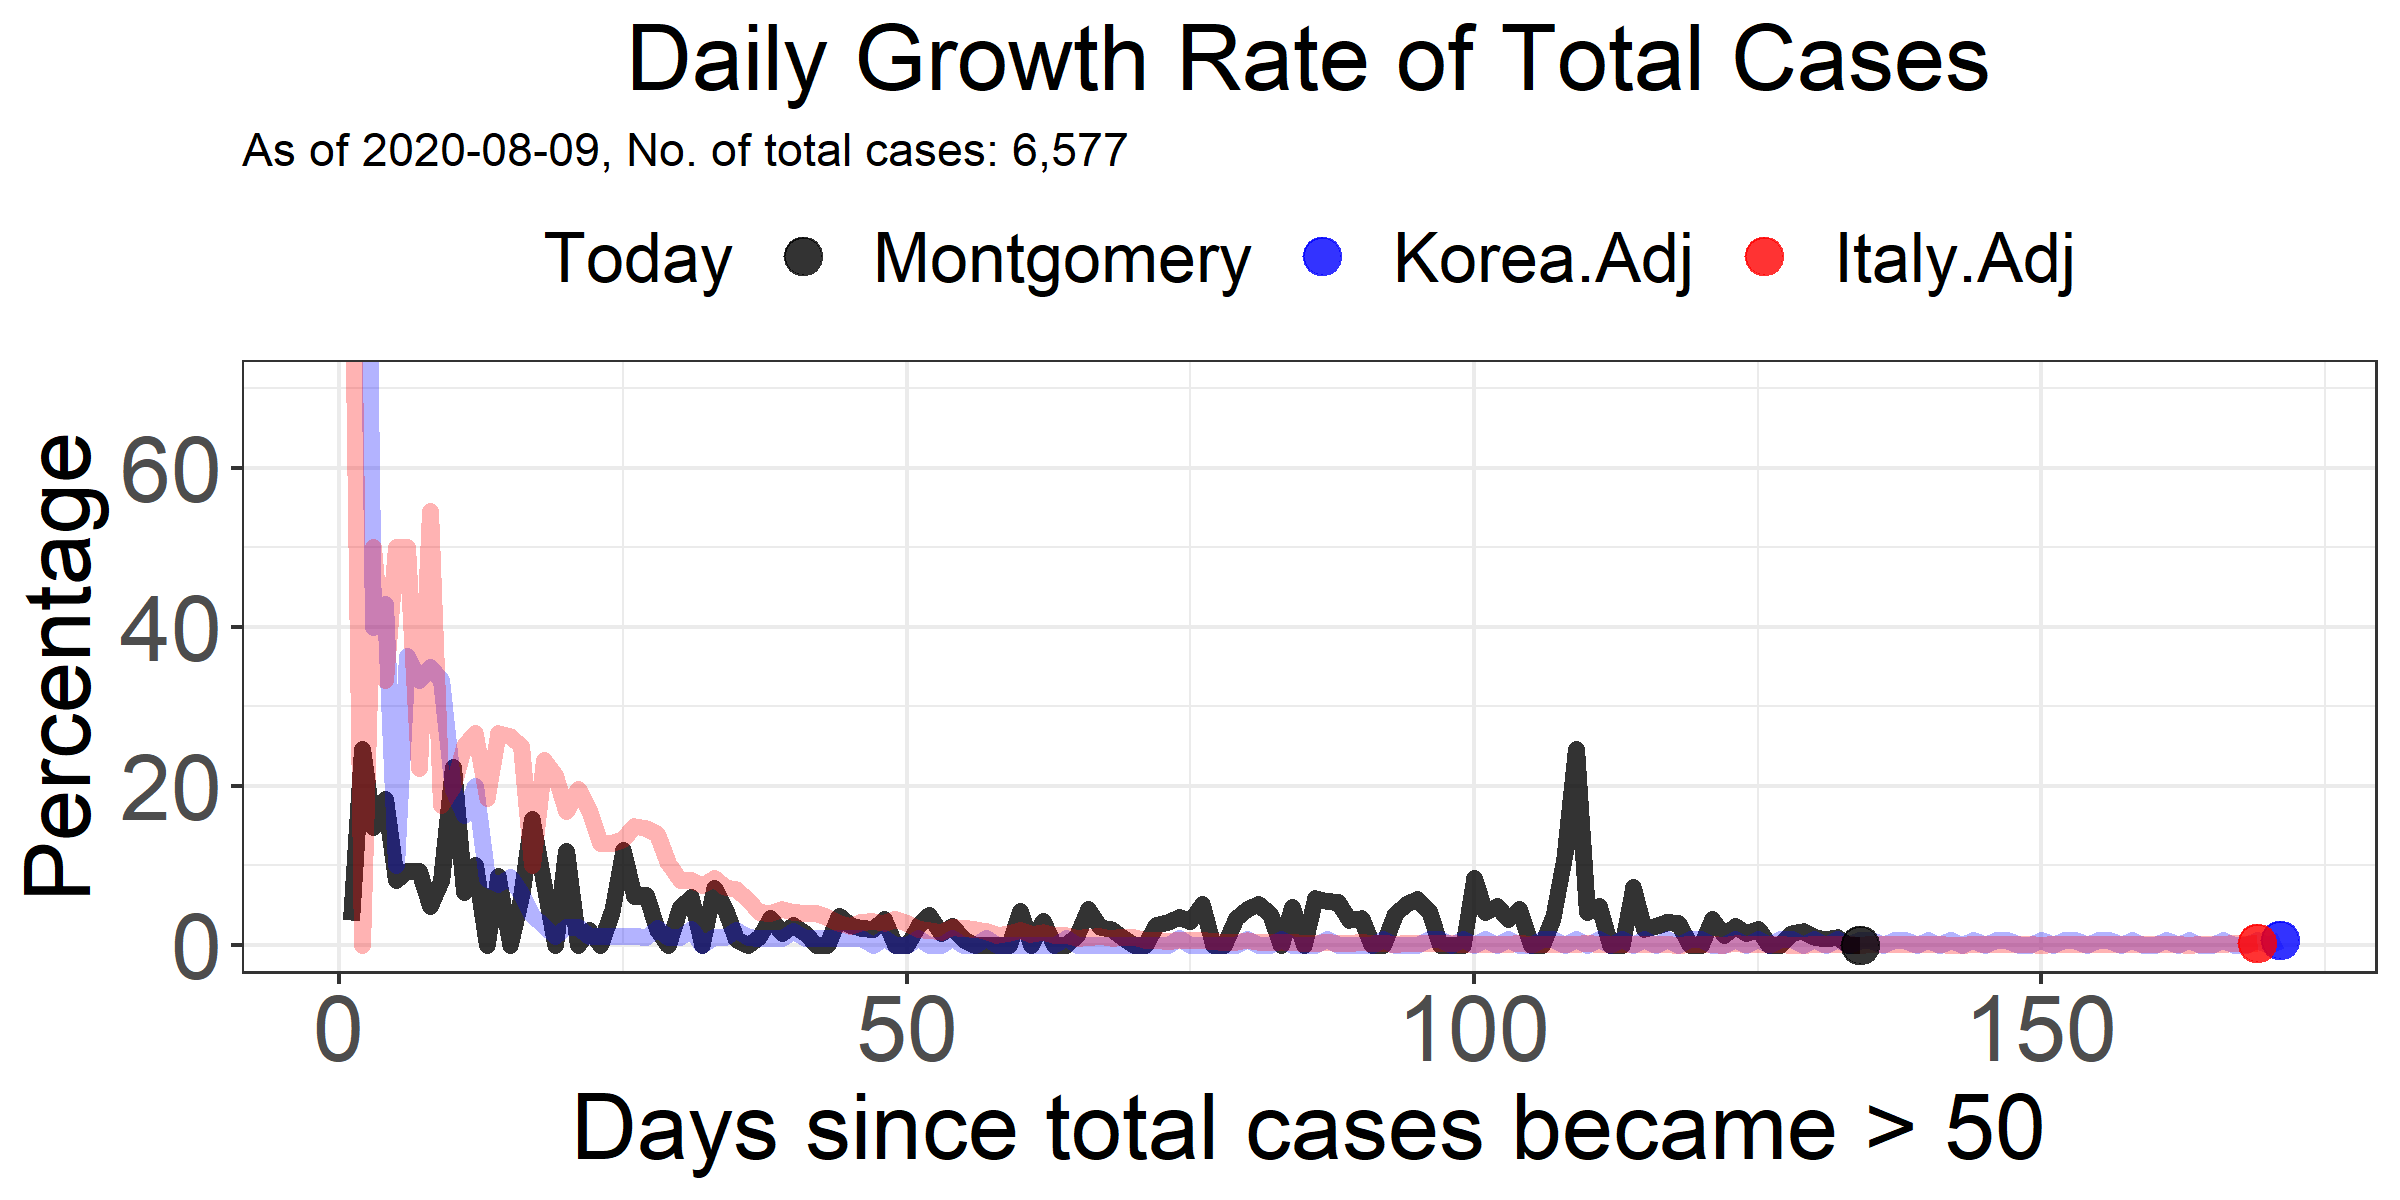 Daily Growth Rate of Total Cases
As of 2020-08-09, No. of total cases: 6,577
Today Montgomery Korea.Adj Italy.Adj
Percentage
60
40
20
0
0 50 100 150
Days since total cases became > 50